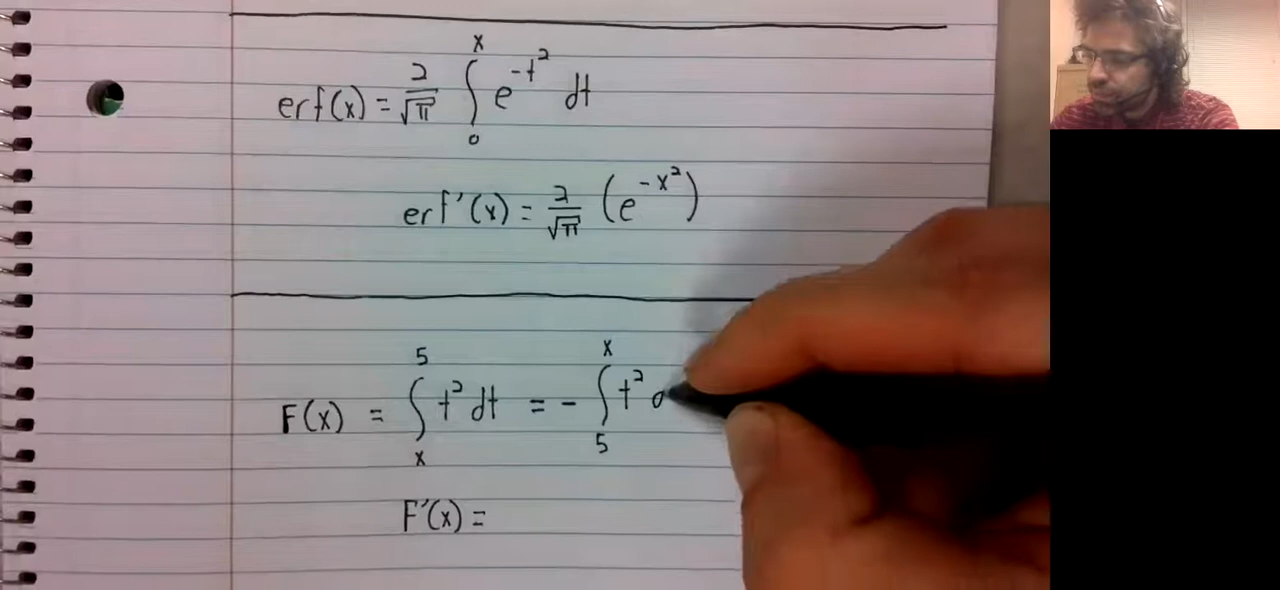 erf(x) = 2/√π ∫₀ˣ e^(-t²) dt
erf'(x) = 2/√π (e^(-x²))
F(x) = ∫ₓ⁵ t² dt = - ∫₅ˣ t² d
F'(x) =